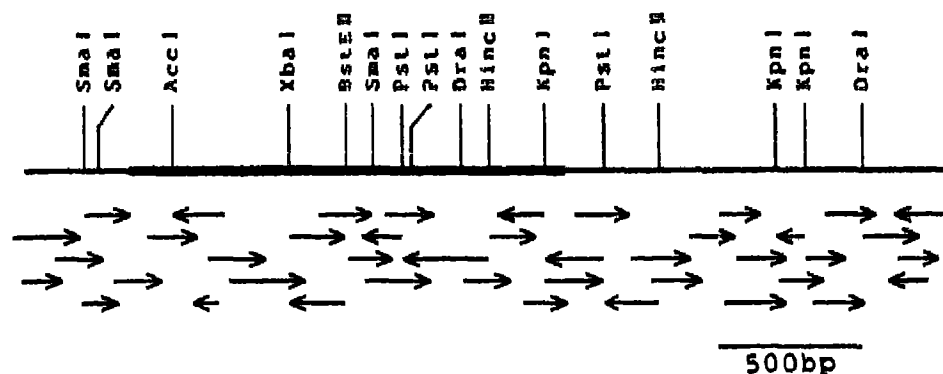 SmaI
SmaI
AccI
XbaI
BstEII
SmaI
PstI
PstI
DraI
HincII
KpnI
PstI
HincII
KpnI
KpnI
DraI
500bp